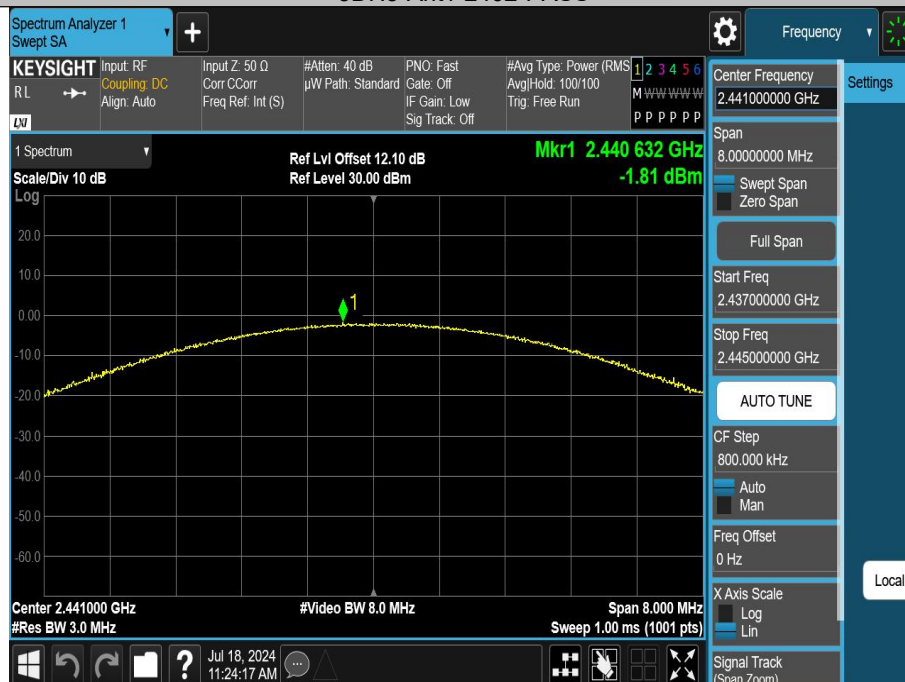 Spectrum Analyzer 1
Swept SA
Frequency
KEYSIGHT
RL
LXI
Input: RF
Coupling: DC
Align: Auto
Input Z: 50 Ω
Corr CCorr
Freq Ref: Int (S)
#Atten: 40 dB
µW Path: Standard
PNO: Fast
Gate: Off
IF Gain: Low
Sig Track: Off
#Avg Type: Power (RMS
Avg|Hold: 100/100
Trig: Free Run
1 2 3 4 5 6
M W W W W W
P P P P P P
1 Spectrum
Scale/Div 10 dB
Log
Ref Lvl Offset 12.10 dB
Ref Level 30.00 dBm
Mkr1 2.440 632 GHz
-1.81 dBm
20.0
10.0
0.00
-10.0
-20.0
-30.0
-40.0
-50.0
-60.0
1
Center 2.441000 GHz
#Res BW 3.0 MHz
#Video BW 8.0 MHz
Span 8.000 MHz
Sweep 1.00 ms (1001 pts)
Jul 18, 2024
11:24:17 AM
Center Frequency
2.441000000 GHz
Settings
Span
8.00000000 MHz
Swept Span
Zero Span
Full Span
Start Freq
2.437000000 GHz
Stop Freq
2.445000000 GHz
AUTO TUNE
CF Step
800.000 kHz
Auto
Man
Freq Offset
0 Hz
X Axis Scale
Log
Lin
Local
Signal Track
(Span Zoom)